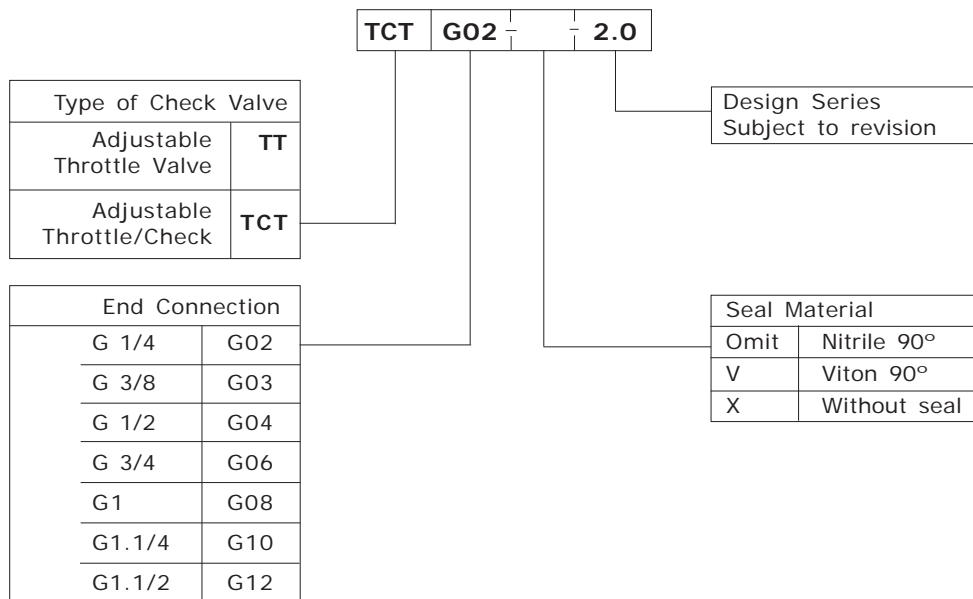 TCT G02 - - 2.0
Type of Check Valve
Adjustable
Throttle Valve TT
Adjustable
Throttle/Check TCT
End Connection
G 1/4 G02
G 3/8 G03
G 1/2 G04
G 3/4 G06
G1 G08
G1.1/4 G10
G1.1/2 G12
Design Series
Subject to revision
Seal Material
Omit Nitrile 90º
V Viton 90º
X Without seal